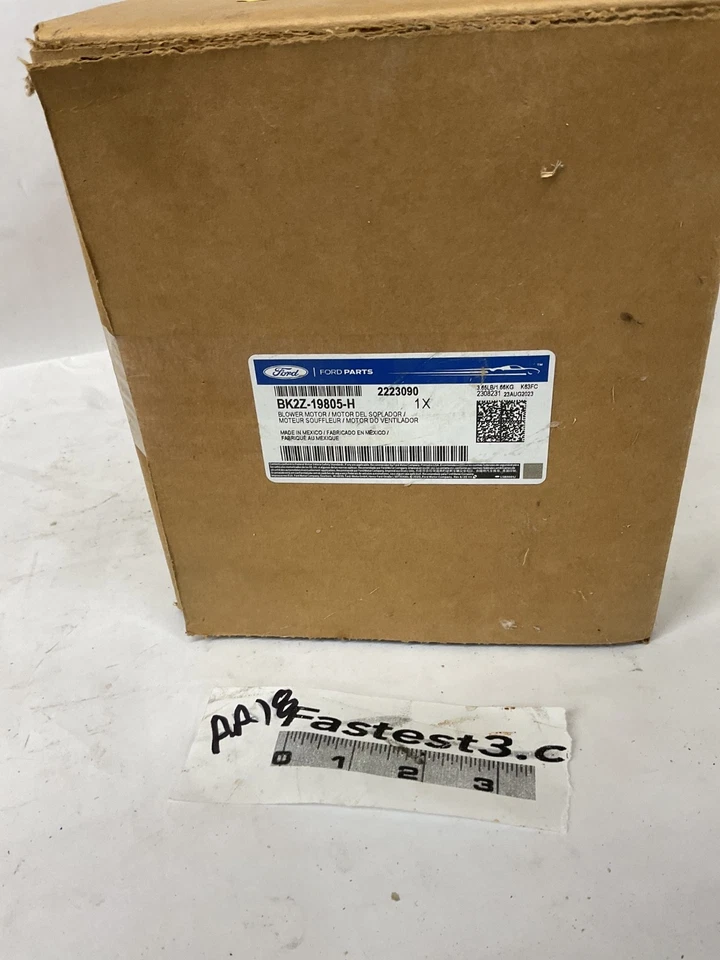 Ford | FORD PARTS
2223090
BK2Z-19805-H 1X
BLOWER MOTOR / MOTOR DEL SOPLADOR /
MOTEUR SOUFFLEUR / MOTOR DO VENTILADOR
MADE IN MEXICO / FABRICADO EN MEXICO /
FABRIQUÉ AU MEXIQUE
3.65LB/1.66KG K63FC
2308231 23AUG2023
AA18
Fastest3.c
0 1 2 3